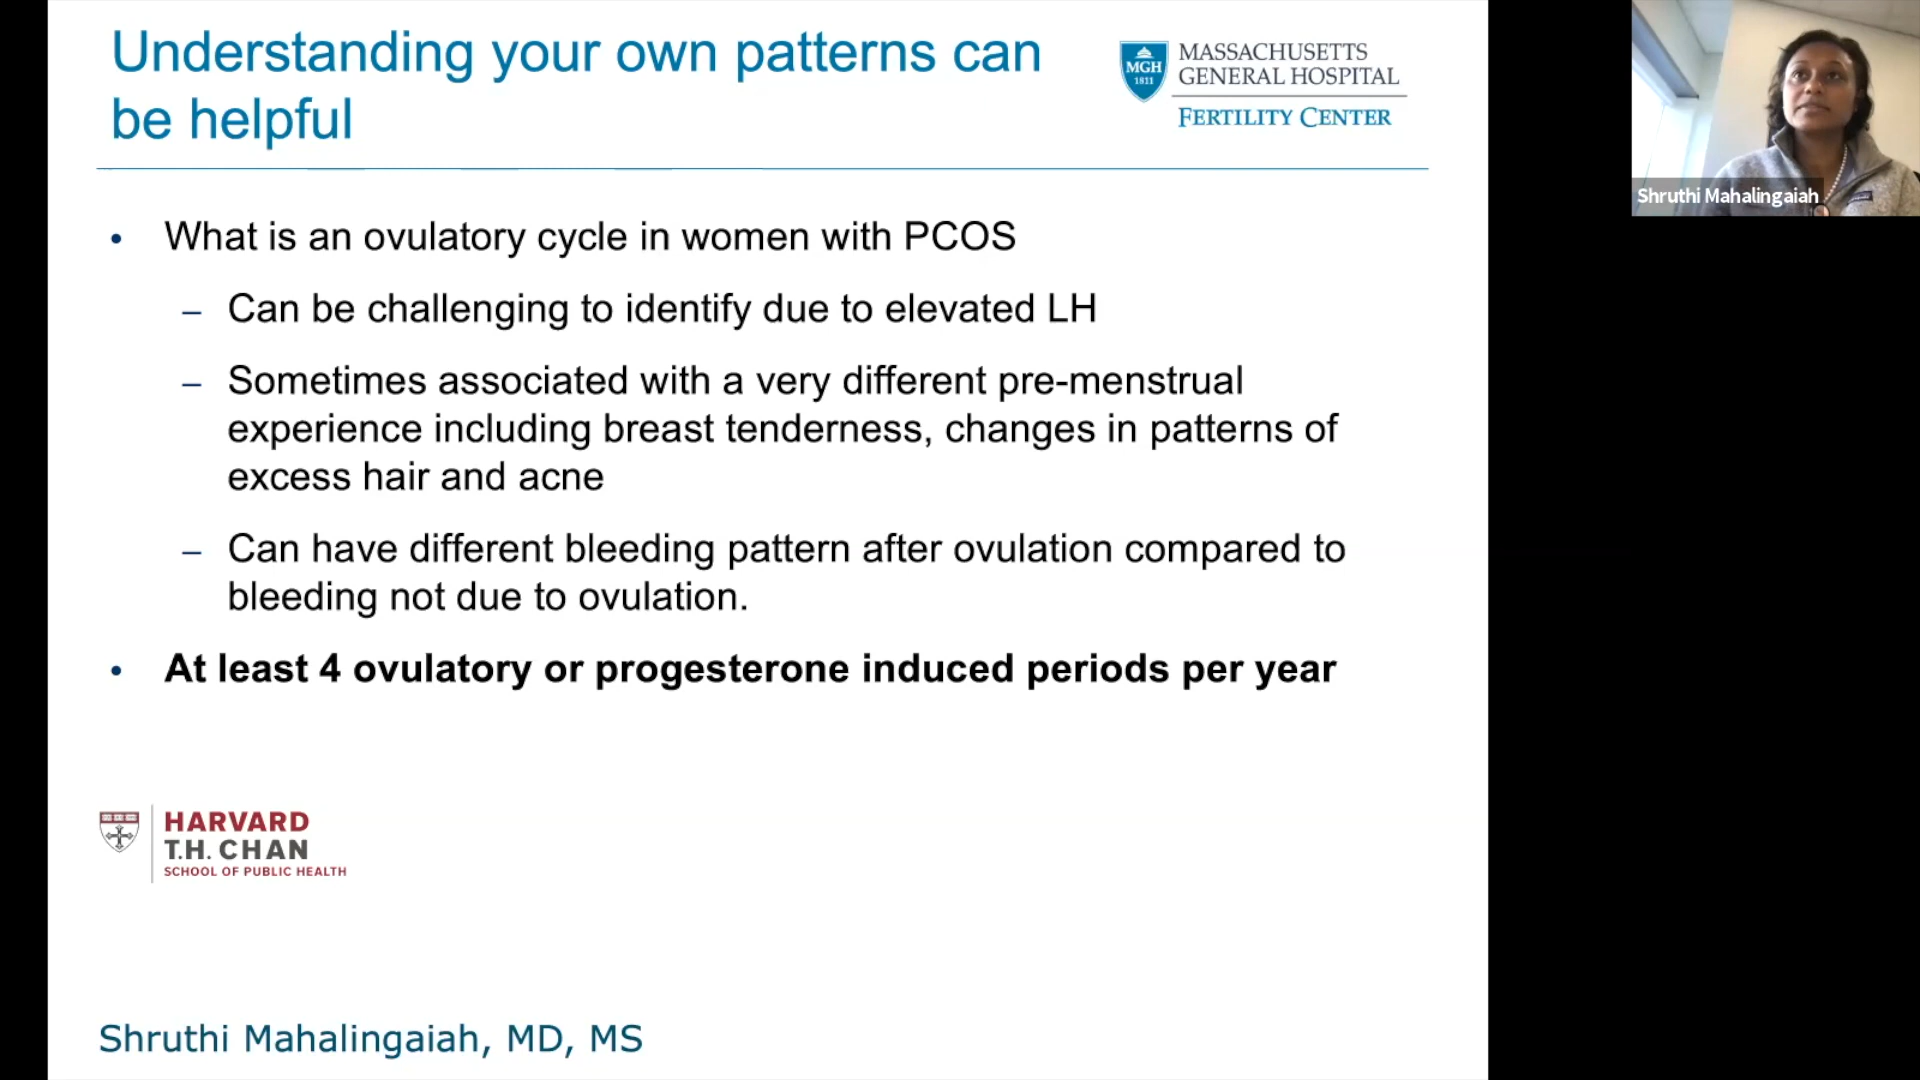 Understanding your own patterns can
be helpful
MGH
1811
MASSACHUSETTS
GENERAL HOSPITAL
FERTILITY CENTER
Shruthi Mahalingaiah
• What is an ovulatory cycle in women with PCOS
– Can be challenging to identify due to elevated LH
– Sometimes associated with a very different pre-menstrual
experience including breast tenderness, changes in patterns of
excess hair and acne
– Can have different bleeding pattern after ovulation compared to
bleeding not due to ovulation.
• At least 4 ovulatory or progesterone induced periods per year
HARVARD
T.H. CHAN
SCHOOL OF PUBLIC HEALTH
Shruthi Mahalingaiah, MD, MS